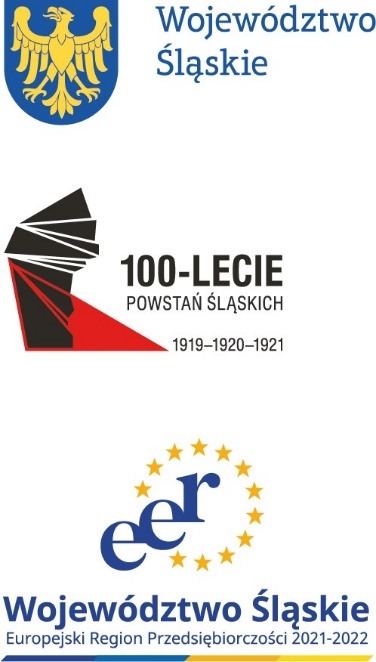 Województwo
Śląskie
100-LECIE
POWSTAŃ ŚLĄSKICH
1919–1920–1921
eer
Województwo Śląskie
Europejski Region Przedsiębiorczości 2021-2022